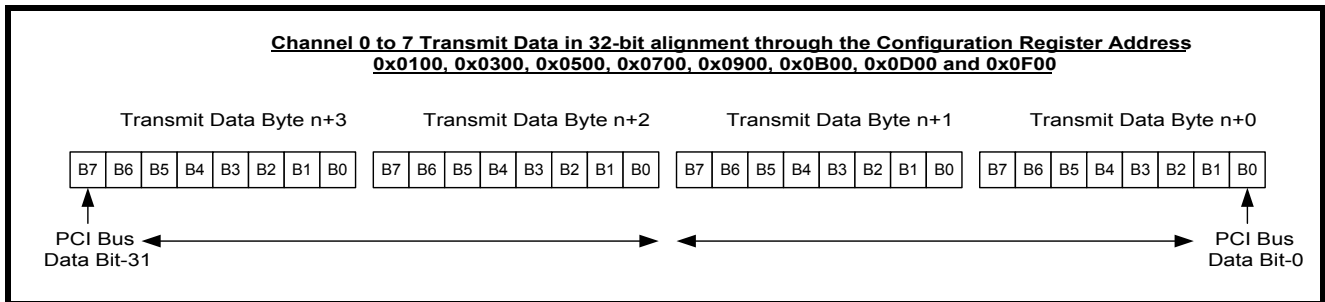 Channel 0 to 7 Transmit Data in 32-bit alignment through the Configuration Register Address
0x0100, 0x0300, 0x0500, 0x0700, 0x0900, 0x0B00, 0x0D00 and 0x0F00
Transmit Data Byte n+3 Transmit Data Byte n+2 Transmit Data Byte n+1 Transmit Data Byte n+0
B7 B6 B5 B4 B3 B2 B1 B0 B7 B6 B5 B4 B3 B2 B1 B0 B7 B6 B5 B4 B3 B2 B1 B0 B7 B6 B5 B4 B3 B2 B1 B0
PCI Bus
Data Bit-31
PCI Bus
Data Bit-0